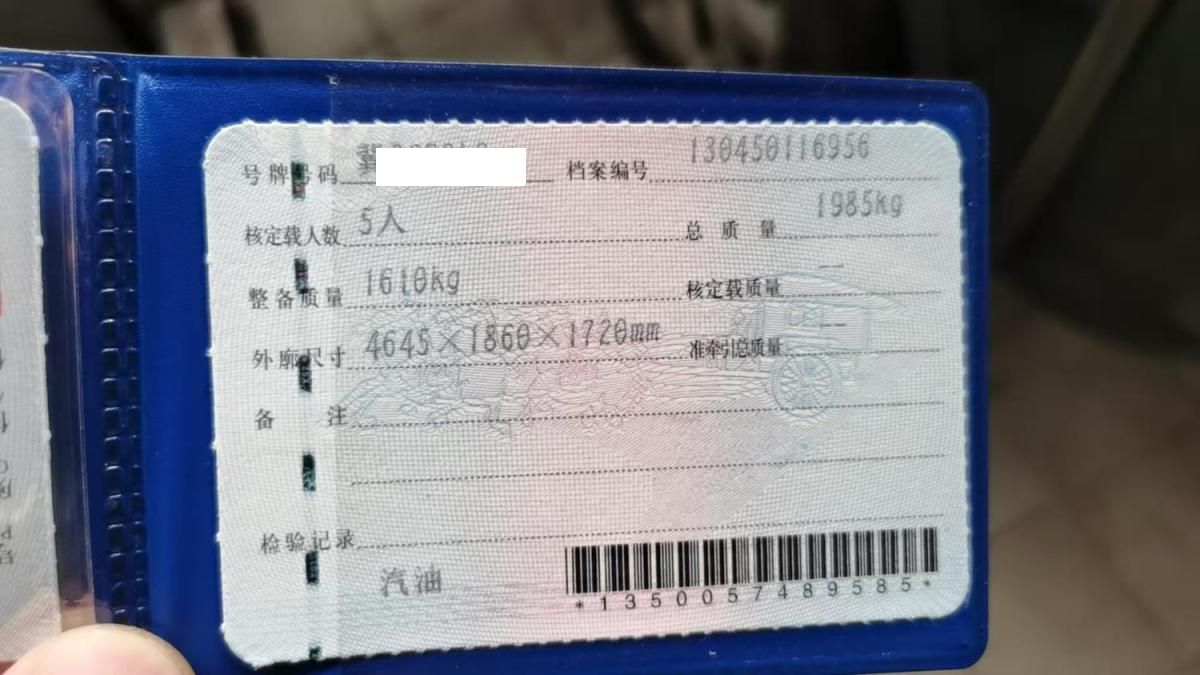 号牌号码 冀 档案编号 130450116956
核定载人数 5人 总质量 1985kg
整备质量 1610kg 核定载质量 --
外廓尺寸 4645×1860×1720mm 准牵引总质量 --
备注
检验记录
汽油
*1350057489585*